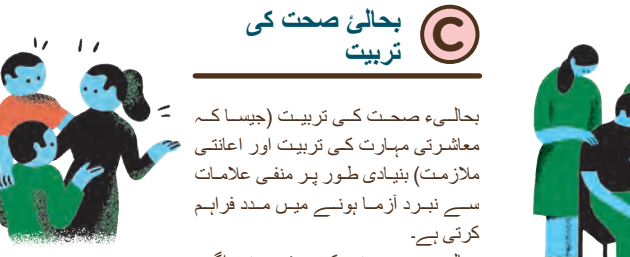 C
بحالئ صحت کی
تربیت
بحالیء صحت کی تربیت (جیسا کہ
معاشرتی مہارت کی تربیت اور اعانتی
ملازمت) بنیادی طور پر منفی علامات
سے نبرد آزما ہونے میں مدد فراہم
کرتی ہے۔